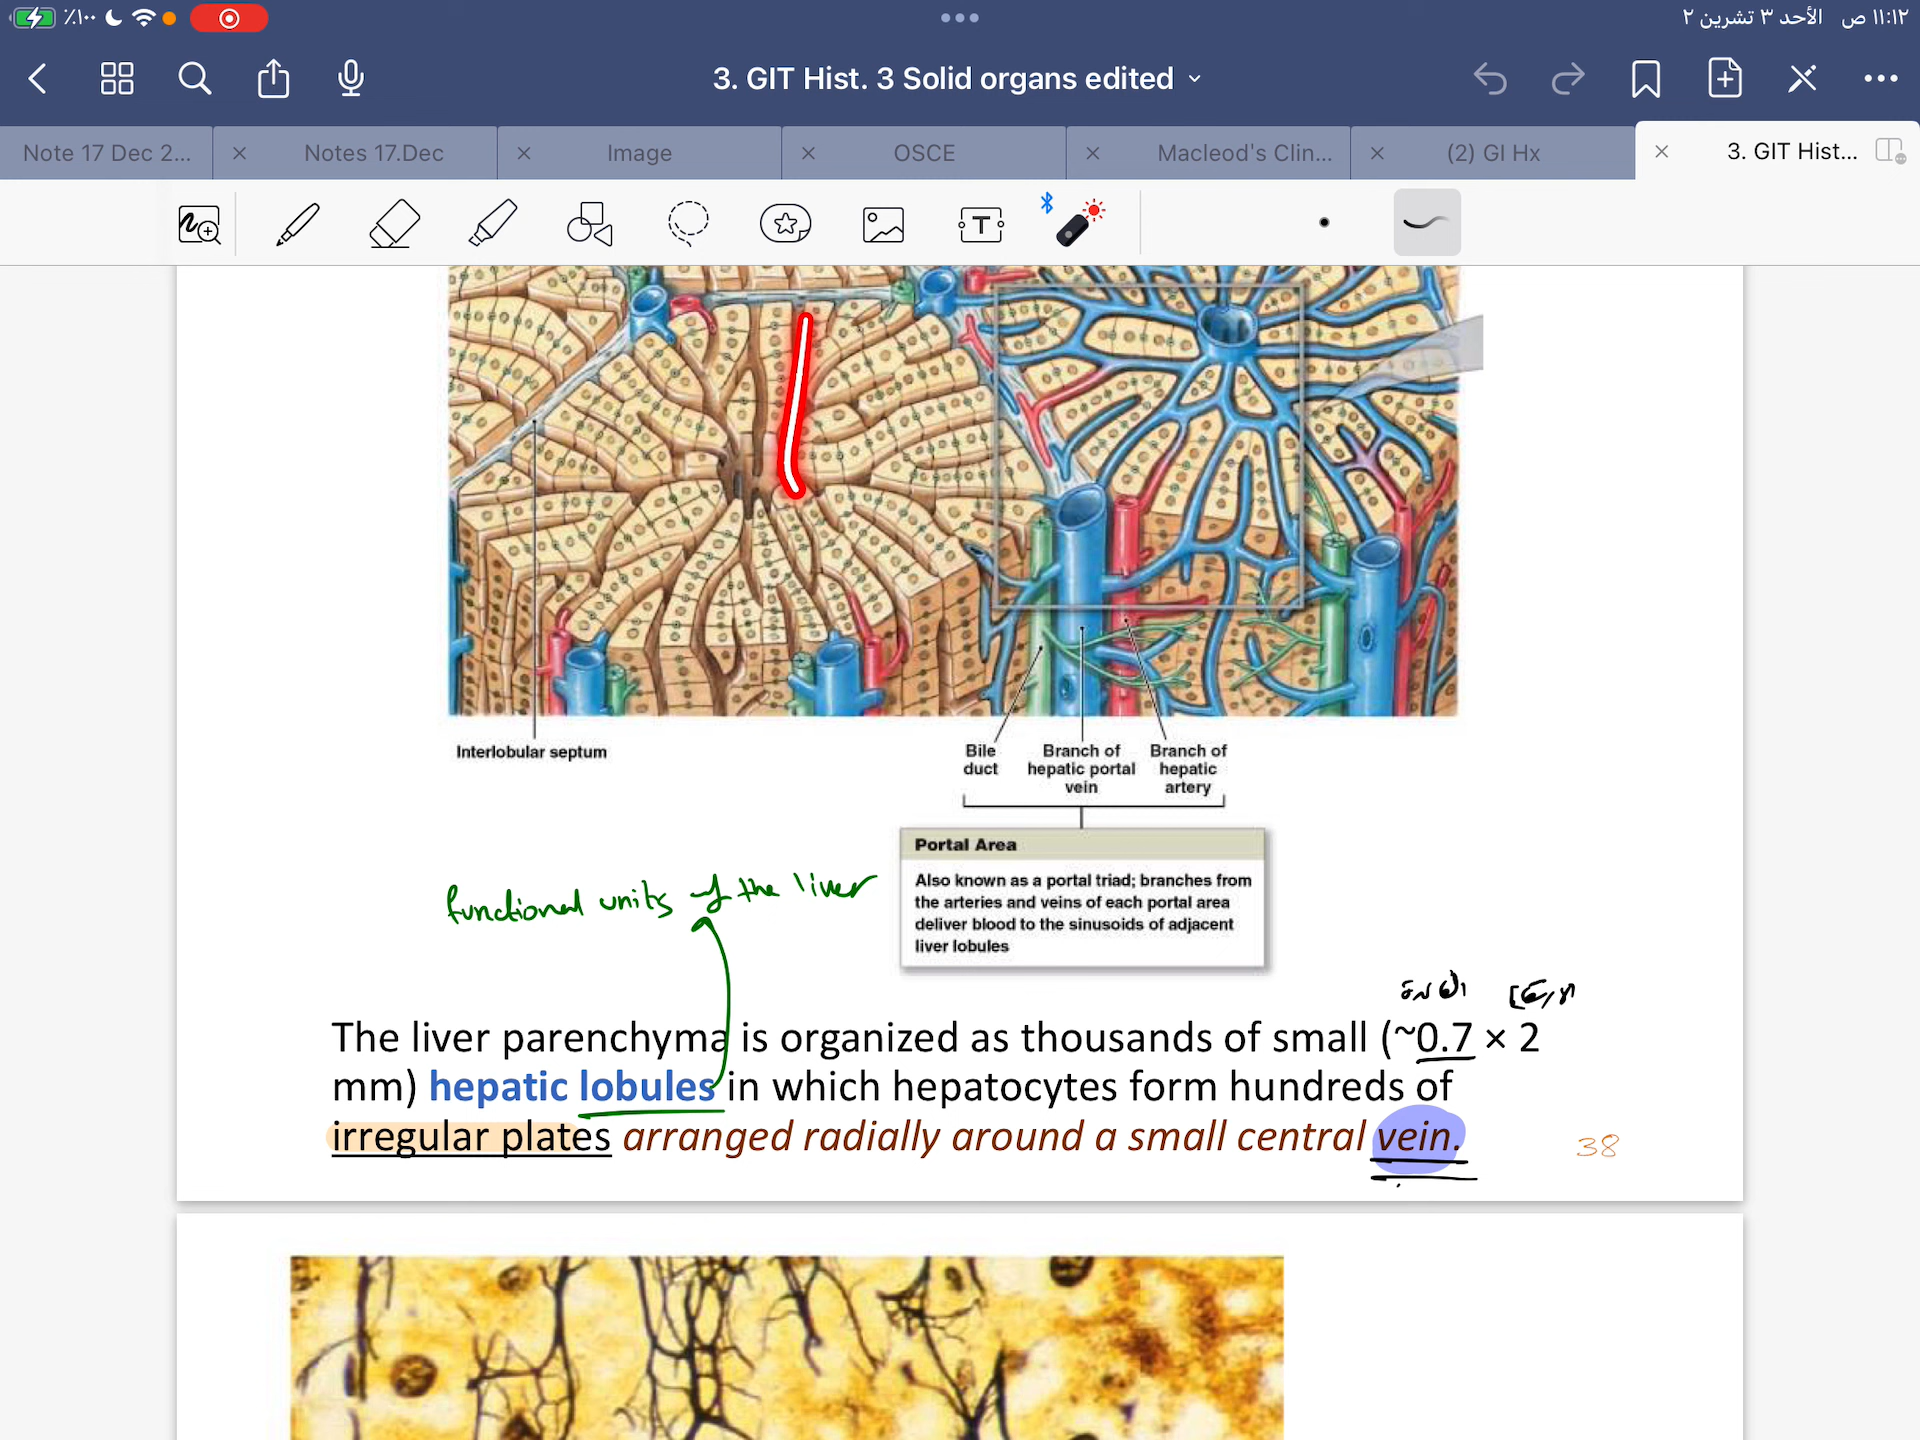 ٪١٠٠
١١:١٢ ص الأحد ٣ تشرين ٢
3. GIT Hist. 3 Solid organs edited
Note 17 Dec 2...
Notes 17.Dec
Image
OSCE
Macleod's Clin...
(2) GI Hx
3. GIT Hist...
T
Interlobular septum
Bile duct
Branch of hepatic portal vein
Branch of hepatic artery
Portal Area
Also known as a portal triad; branches from
the arteries and veins of each portal area
deliver blood to the sinusoids of adjacent
liver lobules
functional units of the liver
The liver parenchyma is organized as thousands of small (~0.7 × 2
mm) hepatic lobules in which hepatocytes form hundreds of
irregular plates arranged radially around a small central vein.
38